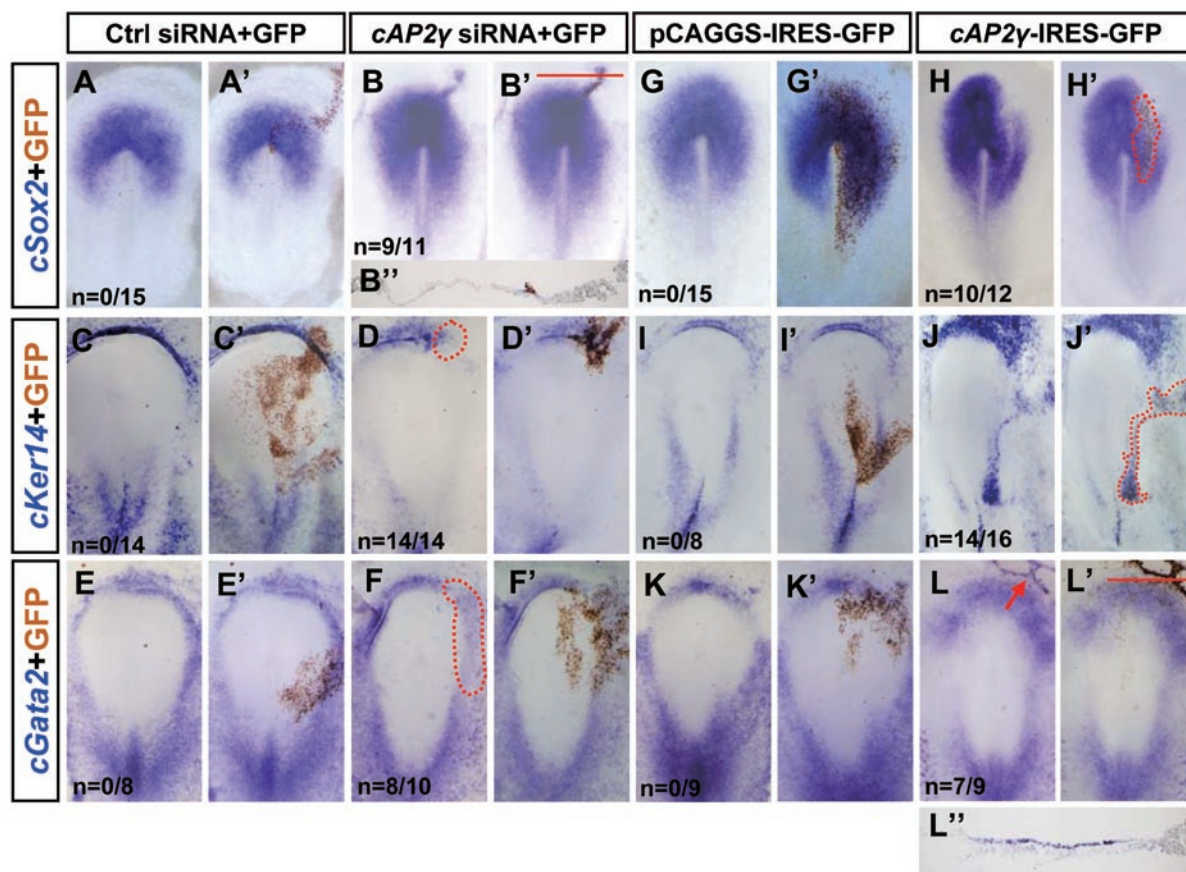 Ctrl siRNA+GFP
cAP2γ siRNA+GFP
pCAGGS-IRES-GFP
cAP2γ-IRES-GFP
cSox2+GFP
A
A’
B
B’
G
G’
H
H’
n=0/15
n=9/11
n=0/15
n=10/12
B’’
cKer14+GFP
C
C’
D
D’
I
I’
J
J’
n=0/14
n=14/14
n=0/8
n=14/16
cGata2+GFP
E
E’
F
F’
K
K’
L
L’
n=0/8
n=8/10
n=0/9
n=7/9
L’’